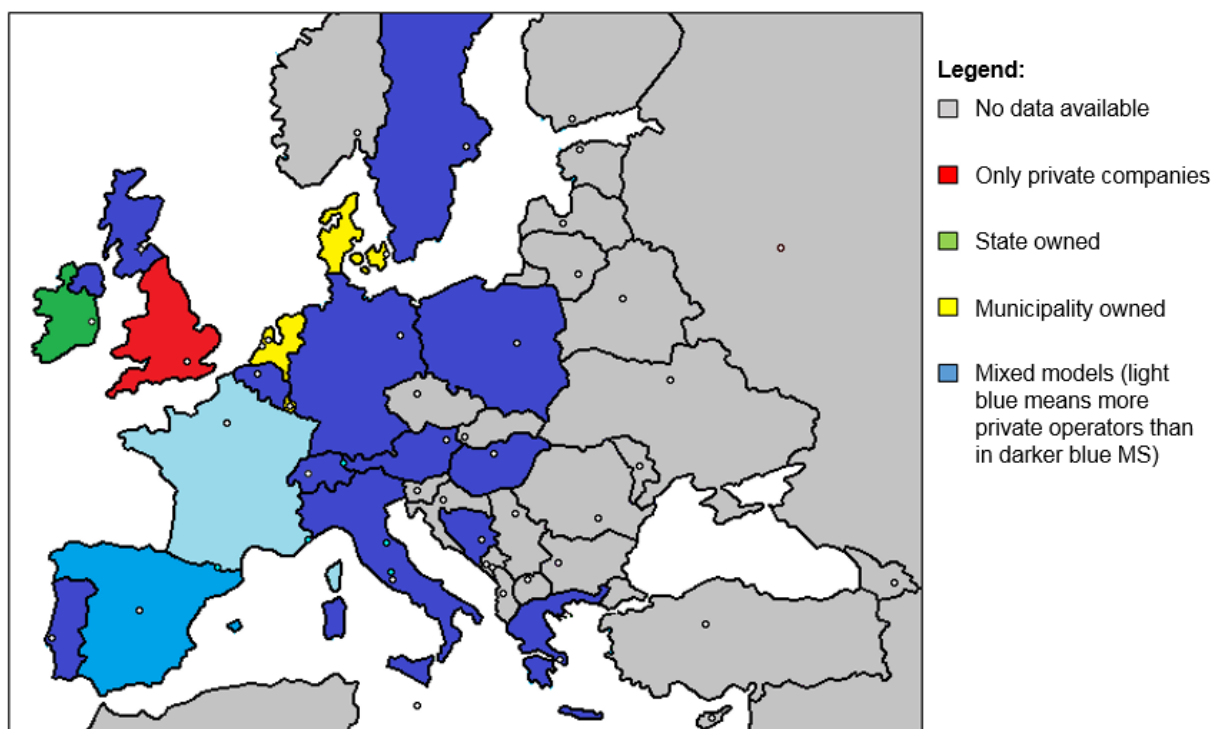 Legend:
No data available
Only private companies
State owned
Municipality owned
Mixed models (light
blue means more
private operators than
in darker blue MS)